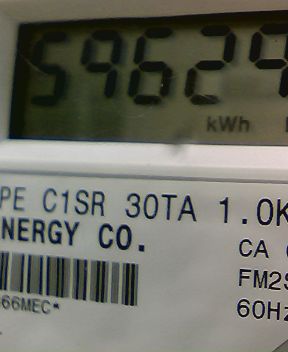 59629
kWh
PE C1SR 30TA 1.0K
NERGY CO.
CA
FM2S
66MEC*
60Hz